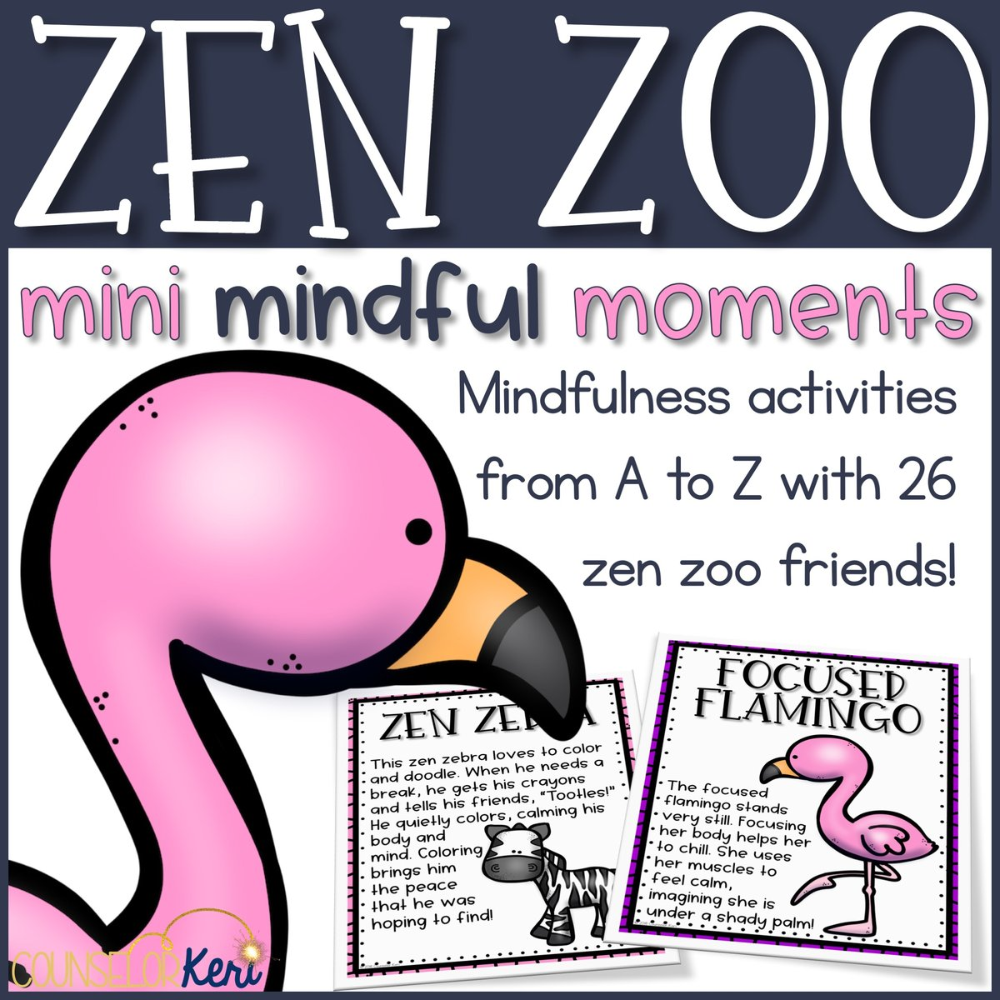 ZEN ZOO
mini mindful moments
Mindfulness activities
from A to Z with 26
zen zoo friends!
ZEN ZEBRA
This zen zebra loves to color
and doodle. When he needs a
break, he gets his crayons
and tells his friends, "Tootles!"
He quietly colors, calming his
body and
mind. Coloring
brings him
the peace
that he was
hoping to find!
FOCUSED
FLAMINGO
The focused
flamingo stands
very still. Focusing
her body helps her
to chill. She uses
her muscles to
feel calm,
imagining she is
under a shady palm!
COUNSELOR Keri